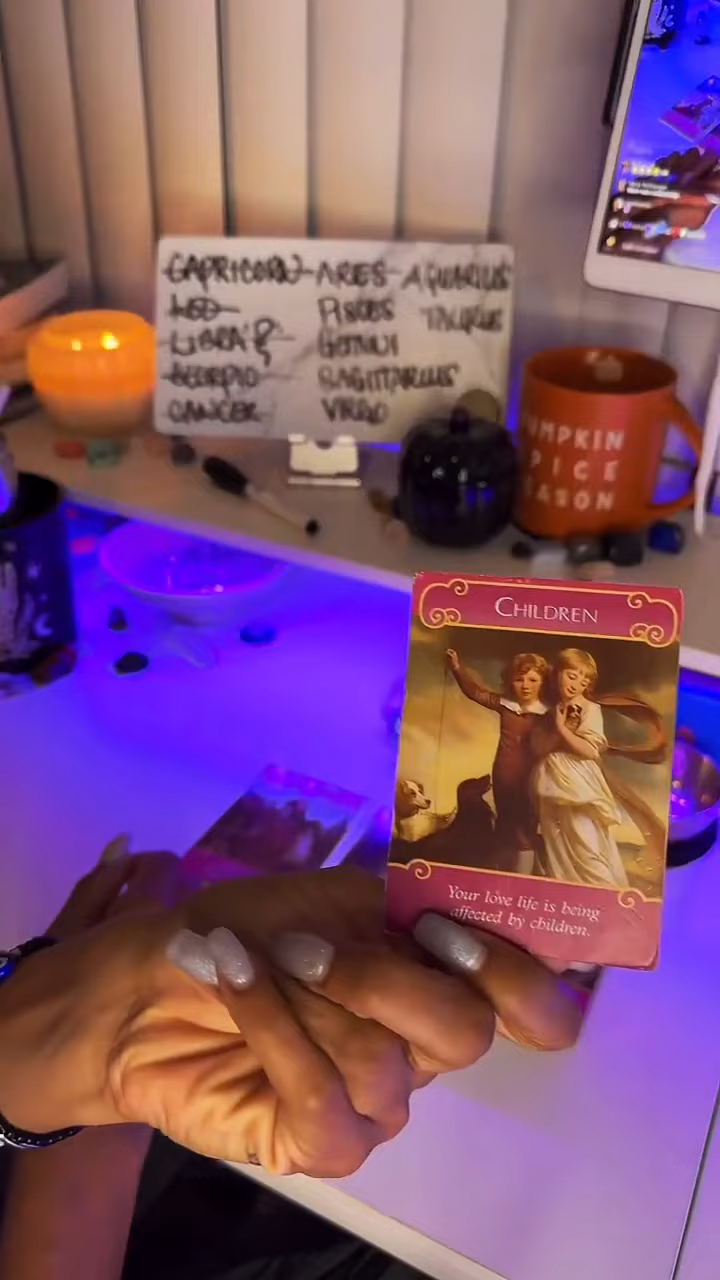 CAPRICORN ARIES AQUARIUS
LEO PISCES TAURUS
LIBRA GEMINI
SCORPIO SAGITTARIUS
CANCER VIRGO
PUMPKIN
SPICE
SEASON
CHILDREN
Your love life is being
affected by children.